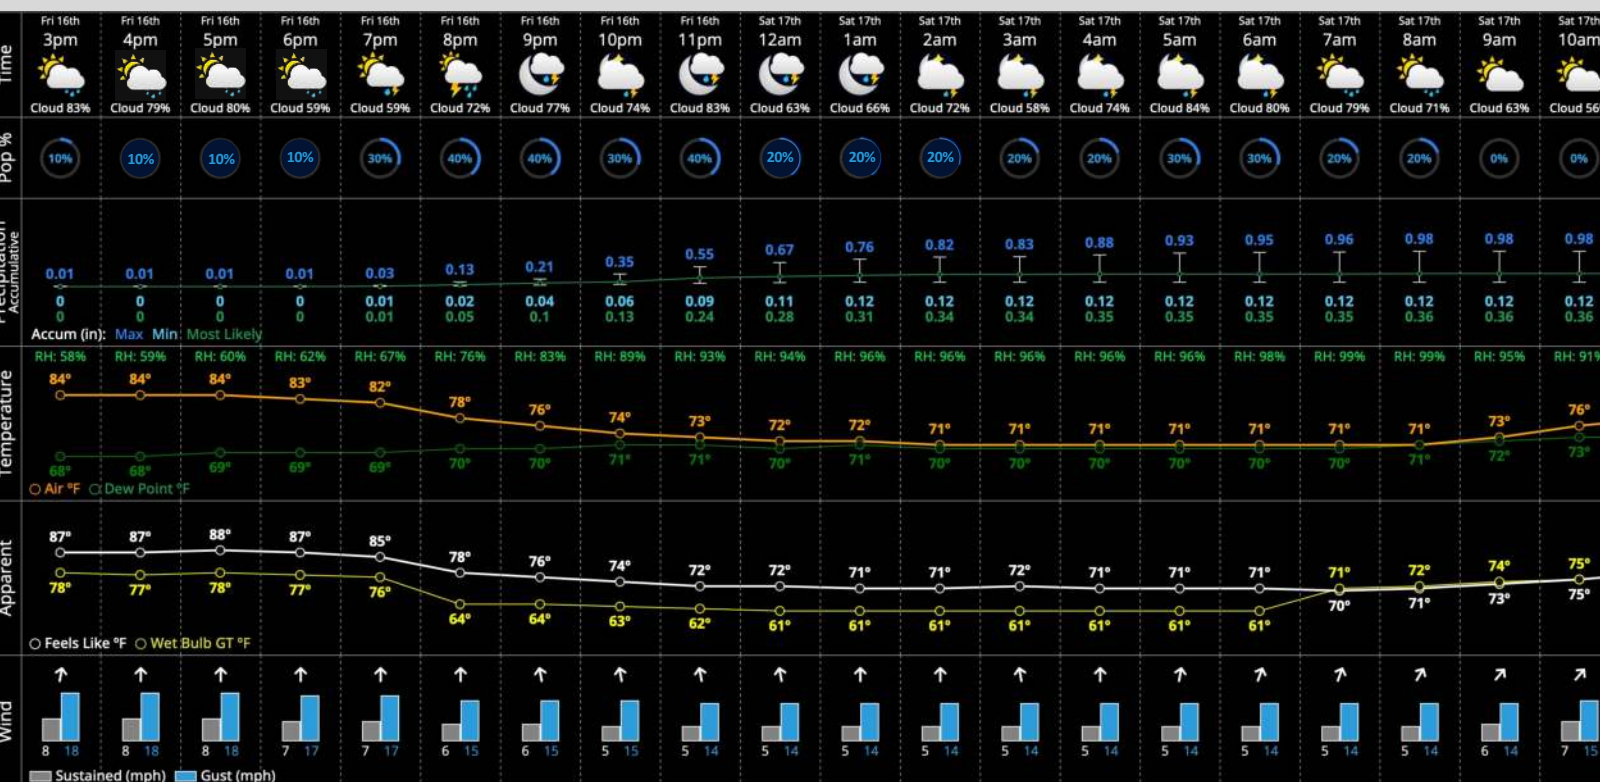 Fri 16th Fri 16th Fri 16th Fri 16th Fri 16th Fri 16th Fri 16th Fri 16th Fri 16th Sat 17th Sat 17th Sat 17th Sat 17th Sat 17th Sat 17th Sat 17th Sat 17th Sat 17th Sat 17th Sat 17th
Time
3pm 4pm 5pm 6pm 7pm 8pm 9pm 10pm 11pm 12am 1am 2am 3am 4am 5am 6am 7am 8am 9am 10am
Cloud 83% Cloud 79% Cloud 80% Cloud 59% Cloud 59% Cloud 72% Cloud 77% Cloud 74% Cloud 83% Cloud 63% Cloud 66% Cloud 72% Cloud 58% Cloud 74% Cloud 84% Cloud 80% Cloud 79% Cloud 71% Cloud 63% Cloud 56
Pop %
10% 10% 10% 10% 30% 40% 40% 30% 40% 20% 20% 20% 20% 20% 30% 30% 20% 20% 0% 0%
Precipitation
Accumulative
0.01 0.01 0.01 0.01 0.03 0.13 0.21 0.35 0.55 0.67 0.76 0.82 0.83 0.88 0.93 0.95 0.96 0.98 0.98 0.98
0 0 0 0 0.01 0.02 0.04 0.06 0.09 0.11 0.12 0.12 0.12 0.12 0.12 0.12 0.12 0.12 0.12 0.12
0 0 0 0 0.01 0.05 0.1 0.13 0.24 0.28 0.31 0.34 0.34 0.35 0.35 0.35 0.35 0.36 0.36 0.36
Accum (in): Max Min Most Likely
RH: 58% RH: 59% RH: 60% RH: 62% RH: 67% RH: 76% RH: 83% RH: 89% RH: 93% RH: 94% RH: 96% RH: 96% RH: 96% RH: 96% RH: 96% RH: 98% RH: 99% RH: 99% RH: 95% RH: 91%
Temperature
84° 84° 84° 83° 82° 78° 76° 74° 73° 72° 72° 71° 71° 71° 71° 71° 71° 71° 73° 76°
68° 68° 69° 69° 69° 70° 70° 71° 71° 70° 71° 70° 70° 70° 70° 70° 70° 71° 72° 73°
Air °F Dew Point °F
Apparent
87° 87° 88° 87° 85° 78° 76° 74° 72° 72° 71° 71° 72° 71° 71° 71° 71° 72° 74° 75°
78° 77° 78° 77° 76° 64° 64° 63° 62° 61° 61° 61° 61° 61° 61° 61° 70° 71° 73° 75°
Feels Like °F Wet Bulb GT °F
Wind
8 18 8 18 8 18 7 17 7 17 6 15 6 15 5 15 5 14 5 14 5 14 5 14 5 14 5 14 5 14 5 14 5 14 5 14 6 14 7 15
Sustained (mph) Gust (mph)